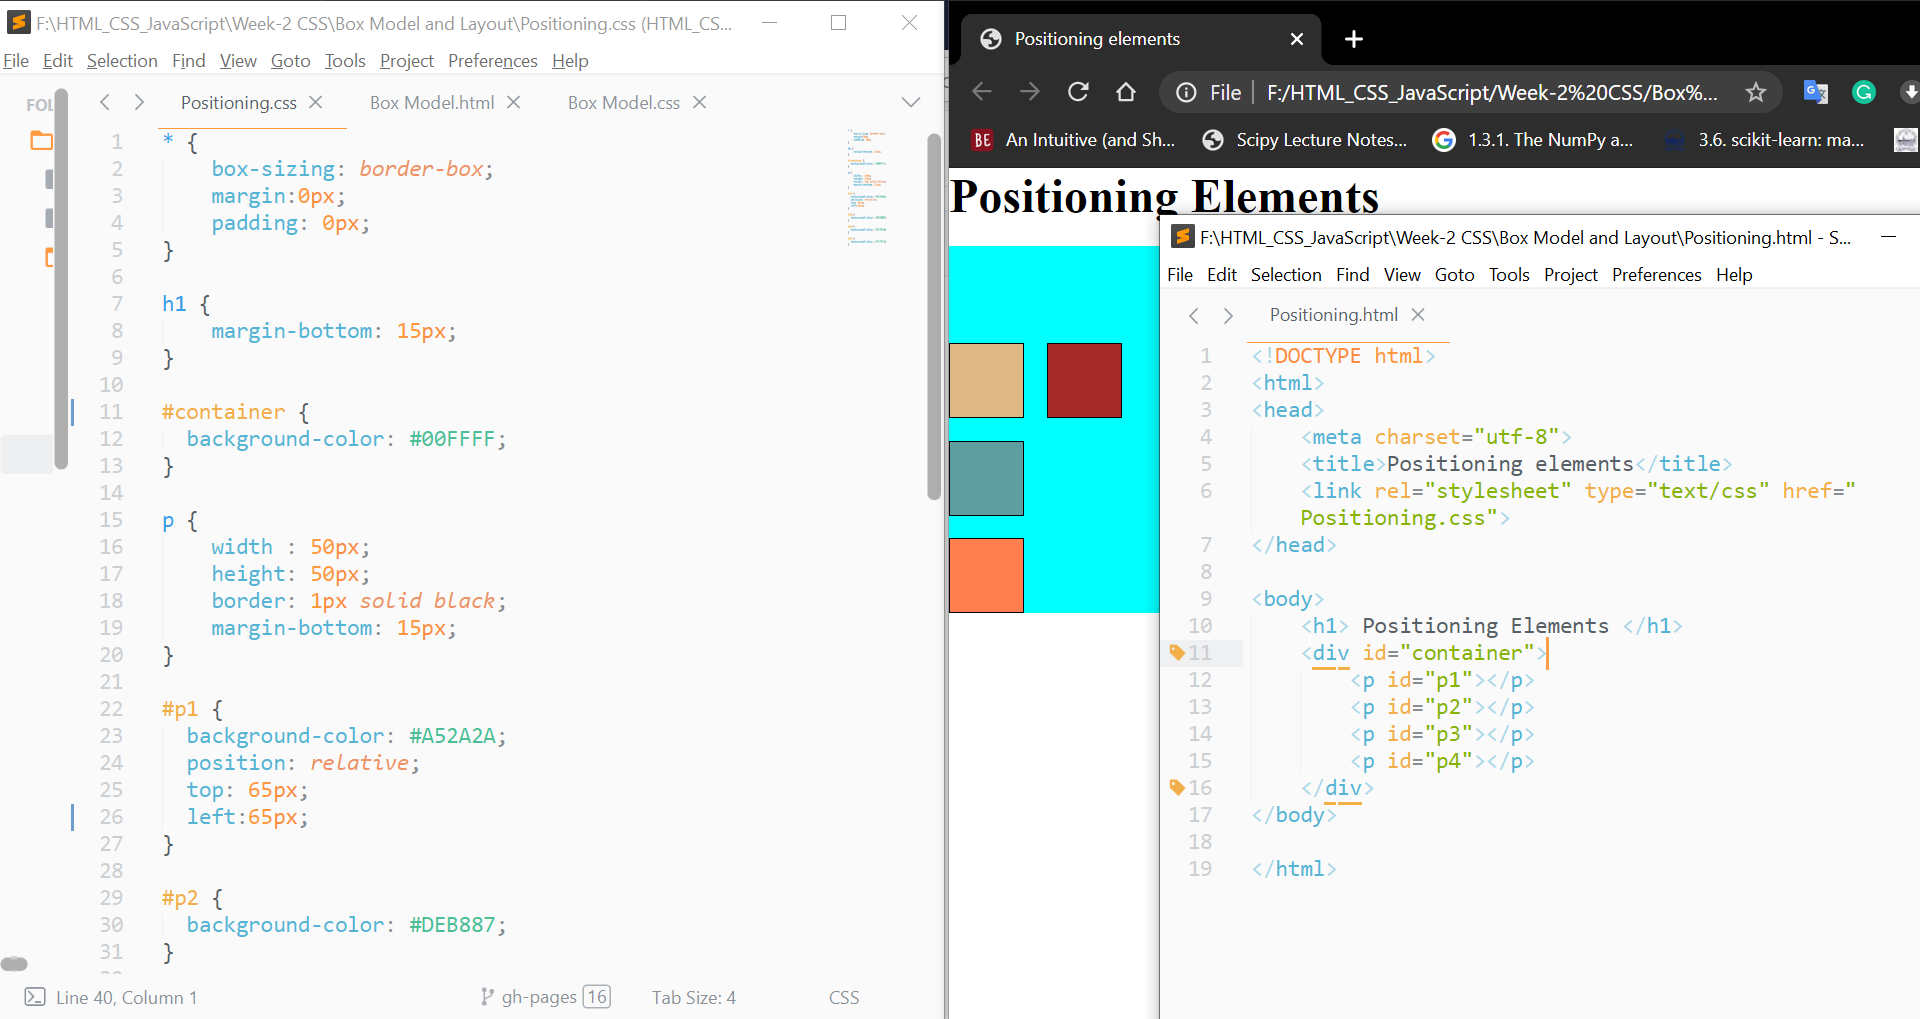 F:\HTML_CSS_JavaScript\Week-2 CSS\Box Model and Layout\Positioning.css (HTML_CS...
File Edit Selection Find View Goto Tools Project Preferences Help
FOL
Positioning.css
Box Model.html
Box Model.css
1 * {
2 box-sizing: border-box;
3 margin:0px;
4 padding: 0px;
5 }
6
7 h1 {
8 margin-bottom: 15px;
9 }
10
11 #container {
12 background-color: #00FFFF;
13 }
14
15 p {
16 width : 50px;
17 height: 50px;
18 border: 1px solid black;
19 margin-bottom: 15px;
20 }
21
22 #p1 {
23 background-color: #A52A2A;
24 position: relative;
25 top: 65px;
26 left:65px;
27 }
28
29 #p2 {
30 background-color: #DEB887;
31 }
Line 40, Column 1
gh-pages 16
Tab Size: 4
CSS
Positioning elements
File F:/HTML_CSS_JavaScript/Week-2%20CSS/Box%...
BE An Intuitive (and Sh...
Scipy Lecture Notes...
1.3.1. The NumPy a...
3.6. scikit-learn: ma...
Positioning Elements
F:\HTML_CSS_JavaScript\Week-2 CSS\Box Model and Layout\Positioning.html - S...
File Edit Selection Find View Goto Tools Project Preferences Help
Positioning.html
1 <!DOCTYPE html>
2 <html>
3 <head>
4 <meta charset="utf-8">
5 <title>Positioning elements</title>
6 <link rel="stylesheet" type="text/css" href="
Positioning.css">
7 </head>
8
9 <body>
10 <h1> Positioning Elements </h1>
11 <div id="container">
12 <p id="p1"></p>
13 <p id="p2"></p>
14 <p id="p3"></p>
15 <p id="p4"></p>
16 </div>
17 </body>
18
19 </html>